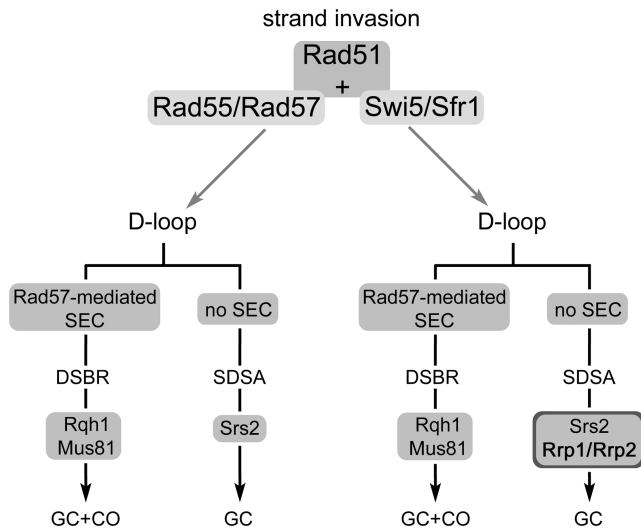 strand invasion
Rad51
+
Rad55/Rad57
Swi5/Sfr1
D-loop
D-loop
Rad57-mediated
SEC
no SEC
Rad57-mediated
SEC
no SEC
DSBR
SDSA
DSBR
SDSA
Rqh1
Mus81
Srs2
Rqh1
Mus81
Srs2
Rrp1/Rrp2
GC+CO
GC
GC+CO
GC